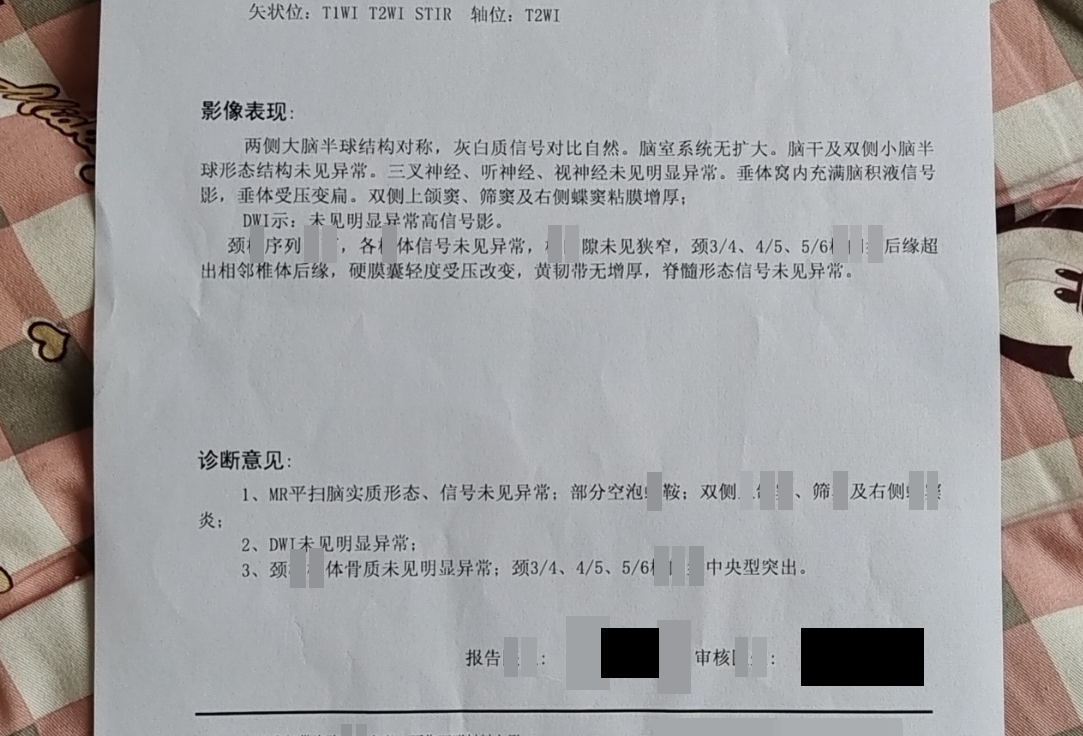 矢状位：T1WI T2WI STIR 轴位：T2WI
影像表现：
两侧大脑半球结构对称，灰白质信号对比自然。脑室系统无扩大。脑干及双侧小脑半
球形态结构未见异常。三叉神经、听神经、视神经未见明显异常。垂体窝内充满脑积液信号
影，垂体受压变扁。双侧上颌窦、筛窦及右侧蝶窦粘膜增厚；
DWI示：未见明显异常高信号影。
颈 序列 ，各 体信号未见异常， 隙未见狭窄，颈3/4、4/5、5/6 后缘超
出相邻椎体后缘，硬膜囊轻度受压改变，黄韧带无增厚，脊髓形态信号未见异常。
诊断意见：
1、MR平扫脑实质形态、信号未见异常；部分空泡 鞍；双侧 、筛 及右侧
炎；
2、DWI未见明显异常；
3、颈 体骨质未见明显异常；颈3/4、4/5、5/6 中央型突出。
报告 ： 审核 ：